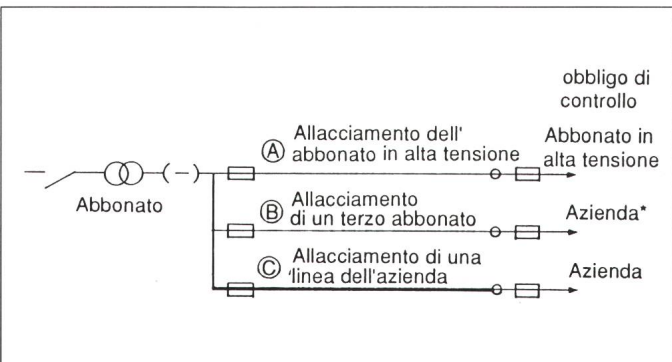 obbligo di
controllo
Ⓐ Allacciamento dell'
abbonato in alta tensione
Abbonato in
alta tensione
Abbonato
Ⓑ Allacciamento
di un terzo abbonato
Azienda*
Ⓒ Allacciamento di una
'linea dell'azienda
Azienda